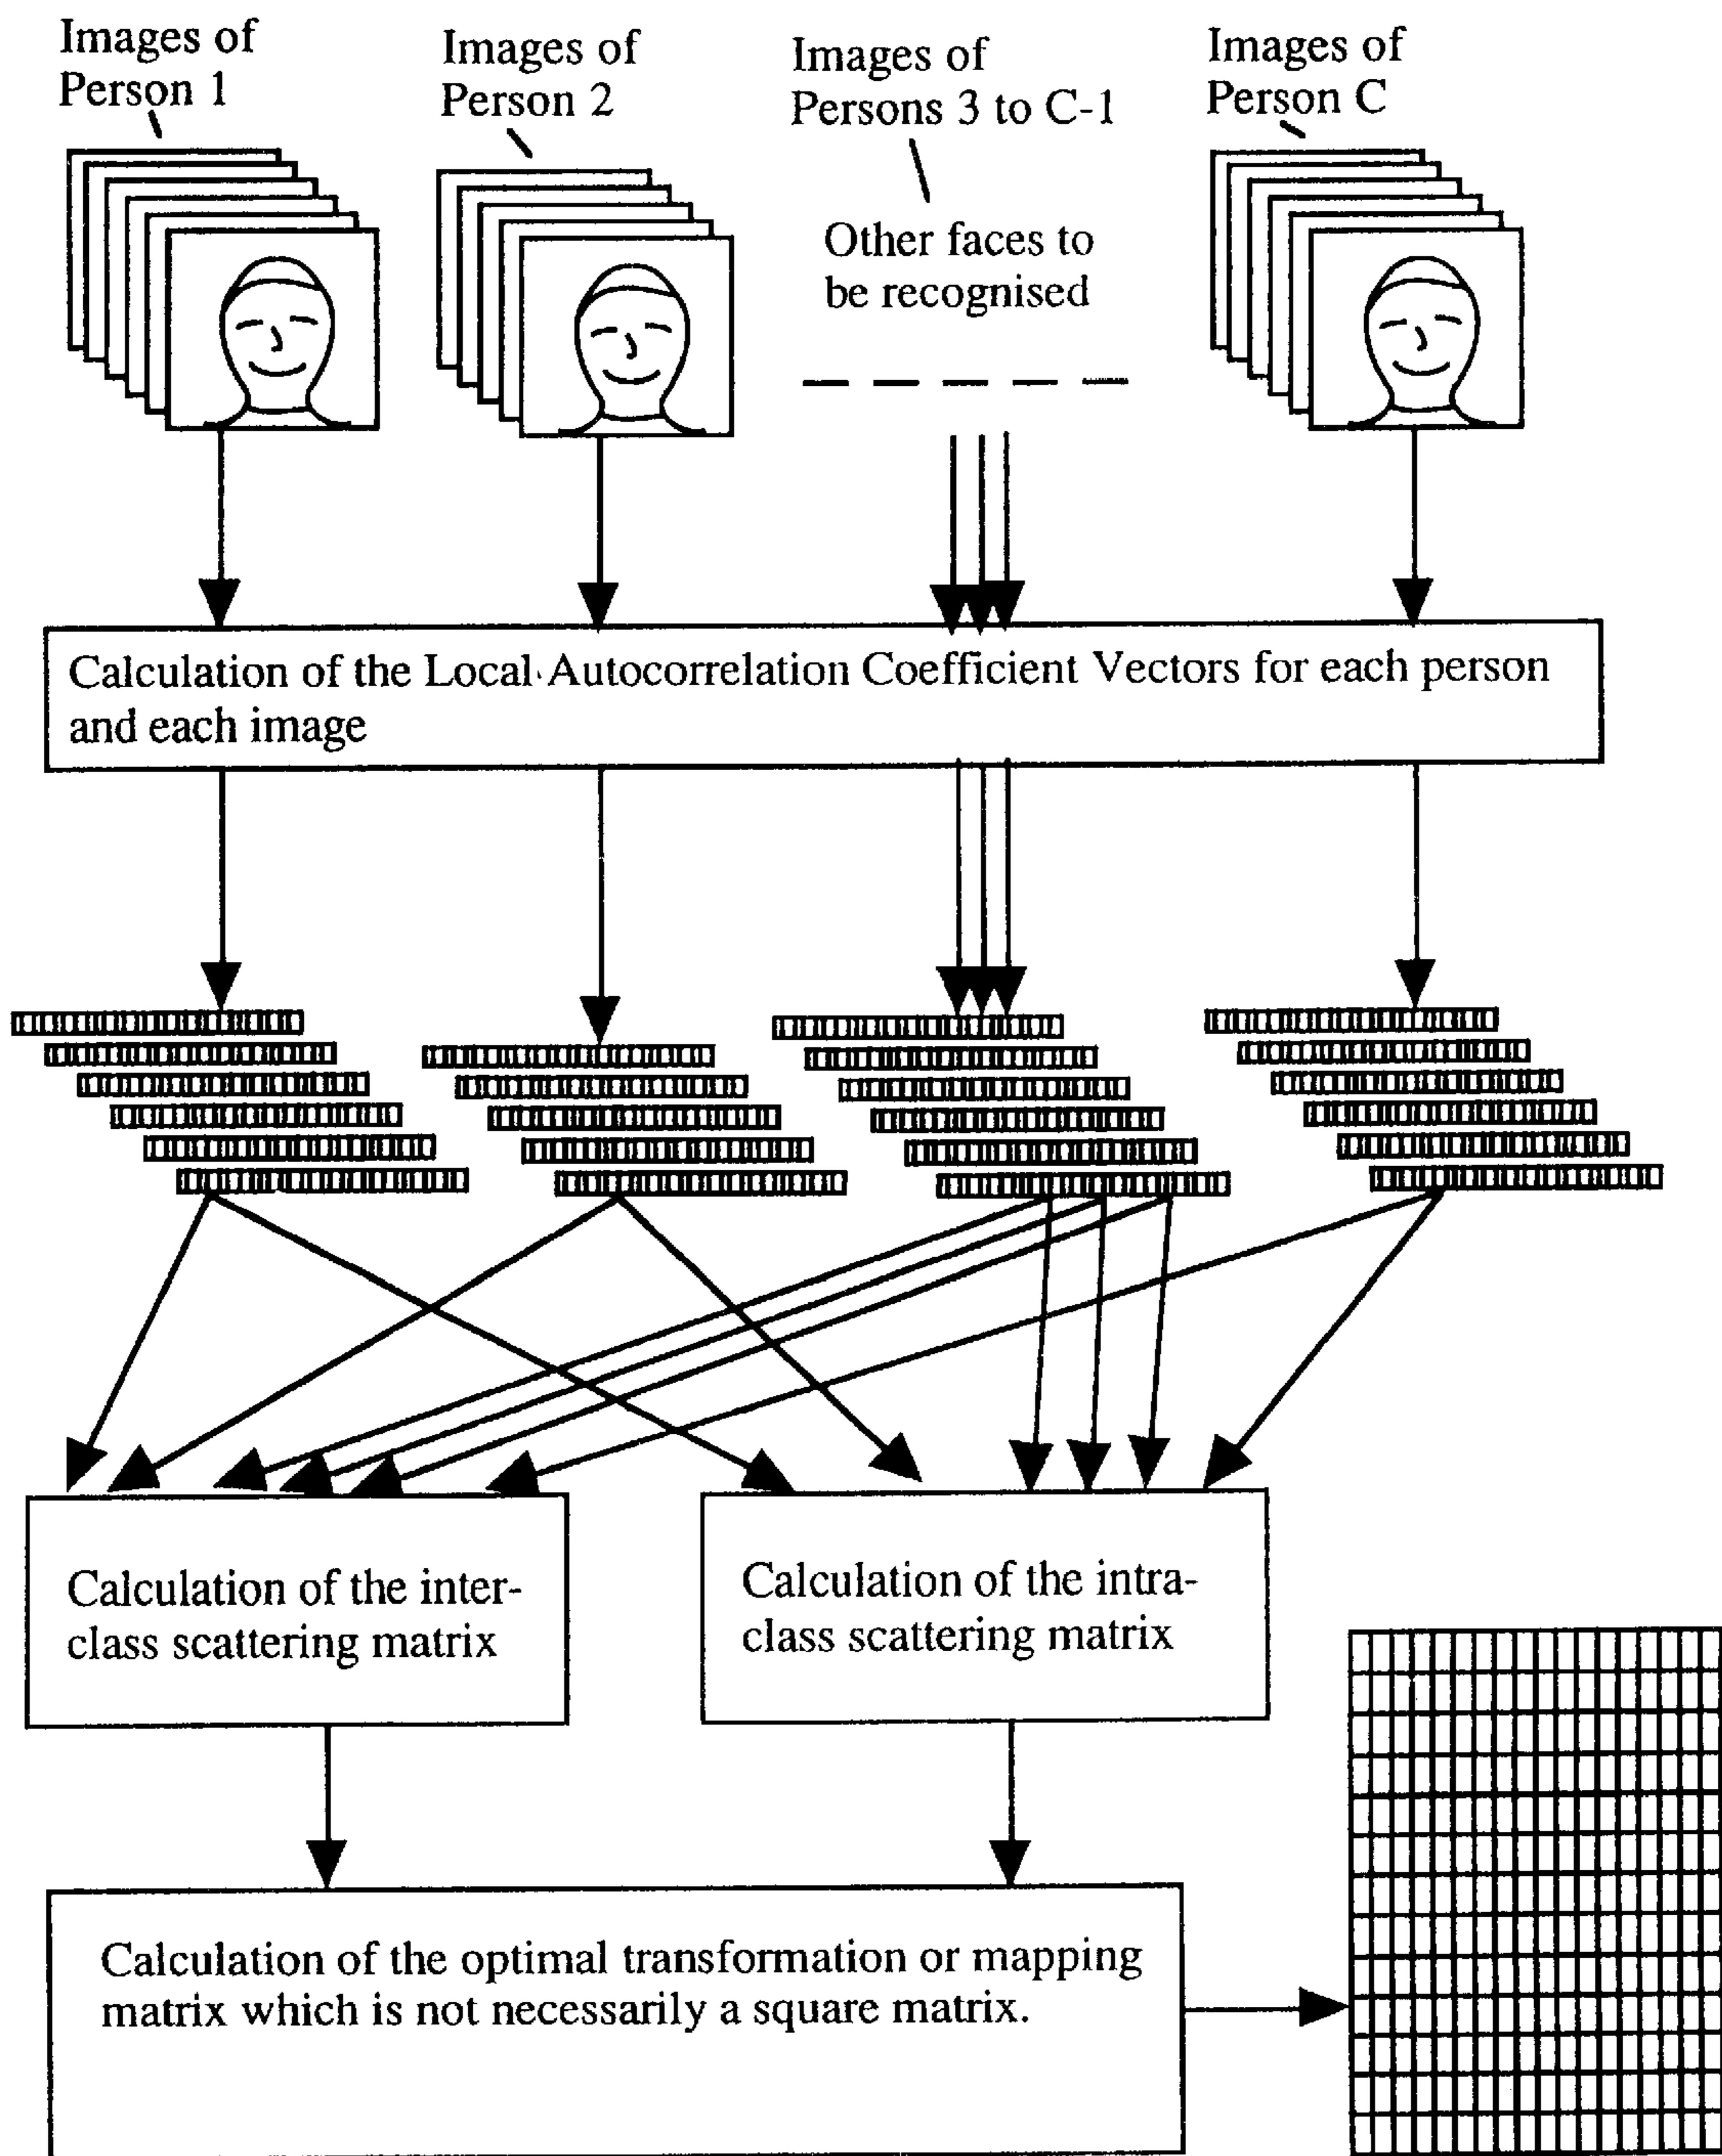 Images of
Person 1
Images of
Person 2
Images of
Persons 3 to C-1
Images of
Person C
Other faces to
be recognised
Calculation of the Local Autocorrelation Coefficient Vectors for each person
and each image
Calculation of the inter-
class scattering matrix
Calculation of the intra-
class scattering matrix
Calculation of the optimal transformation or mapping
matrix which is not necessarily a square matrix.